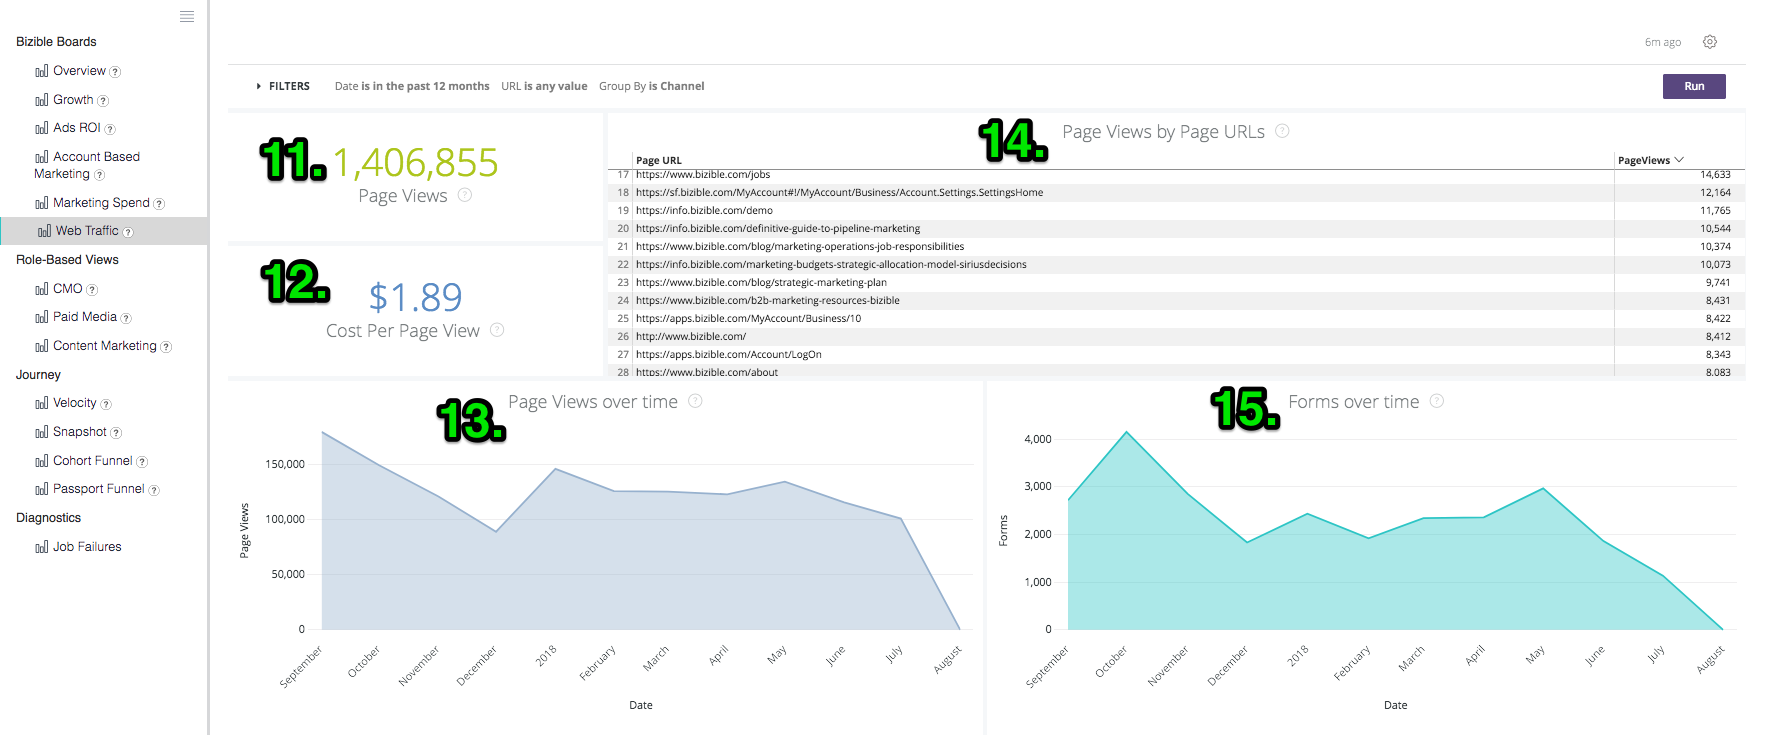 Bizible Boards
Overview ?
Growth ?
Ads ROI ?
Account Based
Marketing ?
Marketing Spend ?
Web Traffic ?
Role-Based Views
CMO ?
Paid Media ?
Content Marketing ?
Journey
Velocity ?
Snapshot ?
Cohort Funnel ?
Passport Funnel ?
Diagnostics
Job Failures
6m ago
FILTERS Date is in the past 12 months URL is any value Group By is Channel
Run
11. 1,406,855
Page Views ?
12. $1.89
Cost Per Page View ?
14. Page Views by Page URLs ?
Page URL PageViews
17 https://www.bizible.com/jobs 14,633
18 https://sf.bizible.com/MyAccount#!/MyAccount/Business/Account.Settings.SettingsHome 12,164
19 https://info.bizible.com/demo 11,765
20 https://info.bizible.com/definitive-guide-to-pipeline-marketing 10,544
21 https://www.bizible.com/blog/marketing-operations-job-responsibilities 10,374
22 https://info.bizible.com/marketing-budgets-strategic-allocation-model-siriusdecisions 10,073
23 https://www.bizible.com/blog/strategic-marketing-plan 9,741
24 https://www.bizible.com/b2b-marketing-resources-bizible 8,431
25 https://apps.bizible.com/MyAccount/Business/10 8,422
26 http://www.bizible.com/ 8,412
27 https://apps.bizible.com/Account/LogOn 8,343
28 https://www.bizible.com/about 8,083
13. Page Views over time ?
Page Views
150,000
100,000
50,000
0
September October November December 2018 February March April May June July August
Date
15. Forms over time ?
Forms
4,000
3,000
2,000
1,000
0
September October November December 2018 February March April May June July August
Date